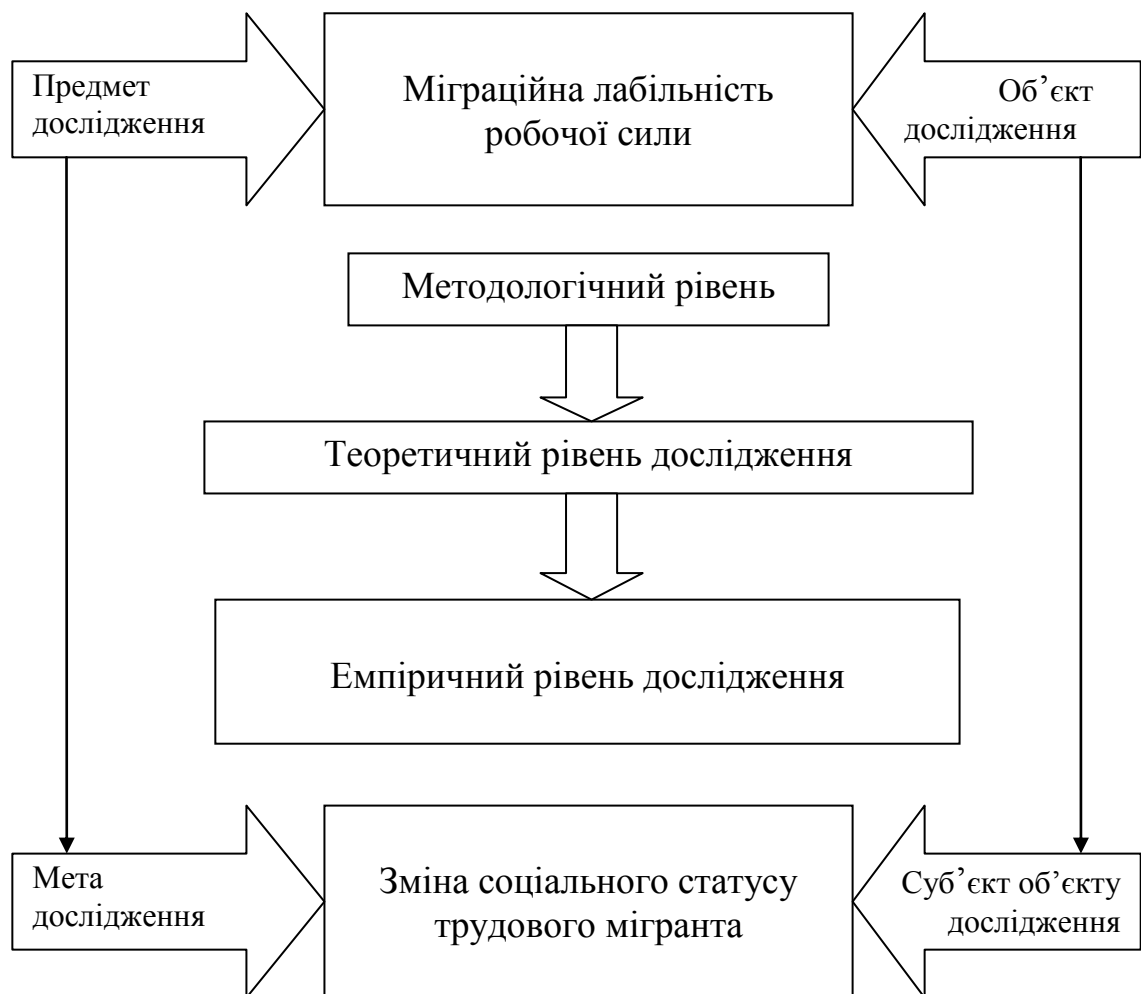 Предмет
дослідження
Міграційна лабільність
робочої сили
Об’єкт
дослідження
Методологічний рівень
Теоретичний рівень дослідження
Емпіричний рівень дослідження
Мета
дослідження
Зміна соціального статусу
трудового мігранта
Суб’єкт об’єкту
дослідження